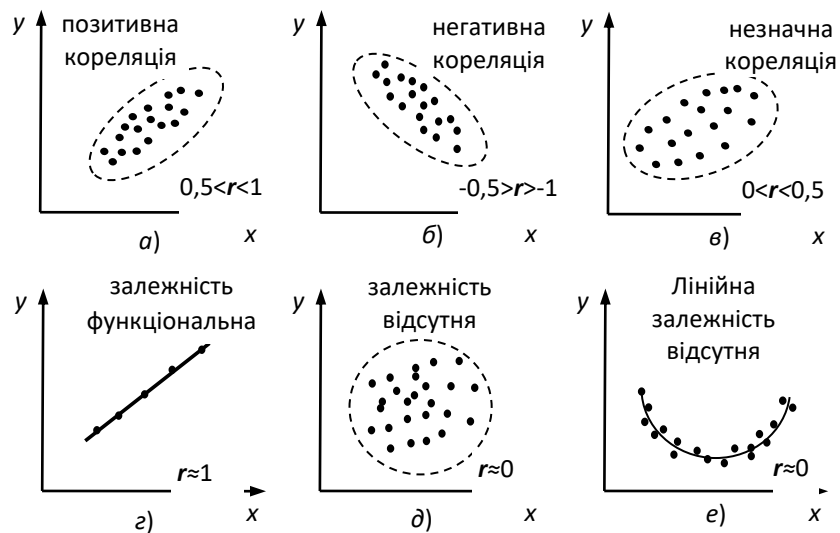 y
позитивна
кореляція
0,5<r<1
x
а)
y
негативна
кореляція
-0,5>r>-1
x
б)
y
незначна
кореляція
0<r<0,5
x
в)
y
залежність
функціональна
r≈1
x
г)
y
залежність
відсутня
r≈0
x
д)
y
Лінійна
залежність
відсутня
r≈0
x
е)